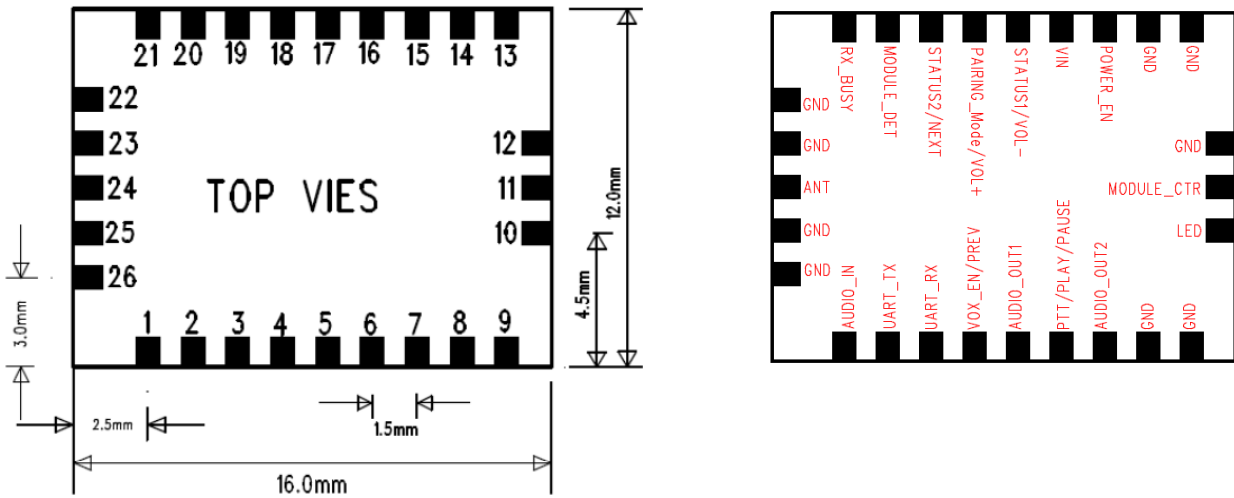 21 20 19 18 17 16 15 14 13
22
23
24
25
26
12
11
10
TOP VIES
1 2 3 4 5 6 7 8 9
3.0mm
2.5mm
1.5mm
16.0mm
4.5mm
12.0mm
RX_BUSY
MODULE_DET
STATUS2/NEXT
PAIRING_Mode/VOL+
STATUS1/VOL-
VIN
POWER_EN
GND
GND
GND
GND
ANT
GND
GND
GND
MODULE_CTR
LED
AUDIO_IN
UART_TX
UART_RX
VOX_EN/PREV
AUDIO_OUT1
PTT/PLAY/PAUSE
AUDIO_OUT2
GND
GND